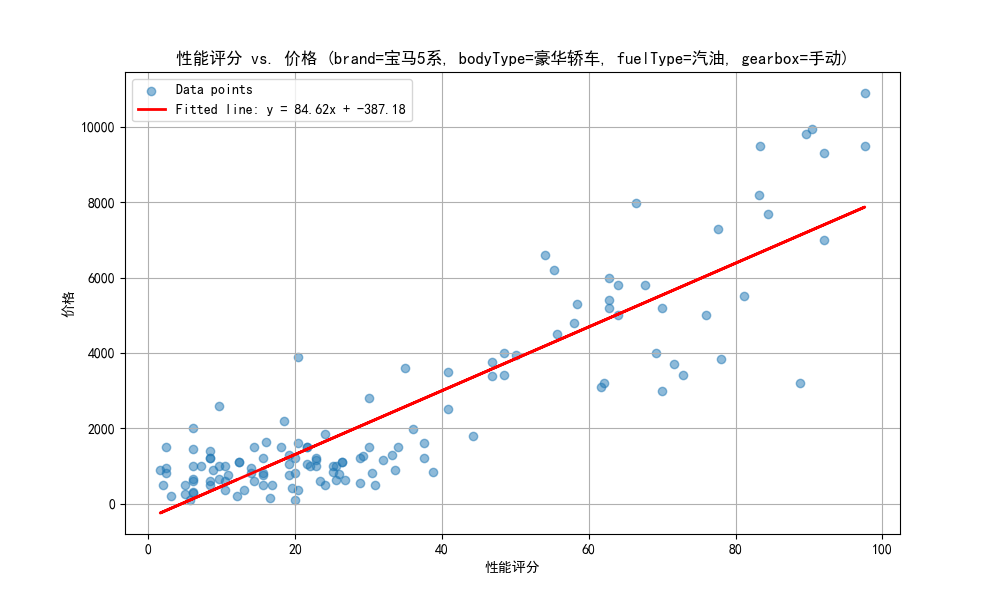 性能评分 vs. 价格 (brand=宝马5系, bodyType=豪华轿车, fuelType=汽油, gearbox=手动)
Data points
Fitted line: y = 84.62x + -387.18
10000
8000
6000
4000
2000
0
价格
0 20 40 60 80 100
性能评分